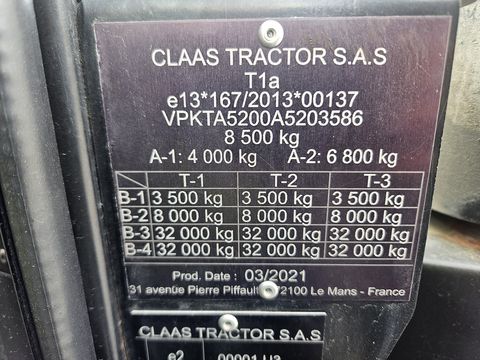 CLAAS TRACTOR S.A.S
T1a
e13*167/2013*00137
VPKTA5200A5203586
8 500 kg
A-1: 4 000 kg A-2: 6 800 kg
T-1 T-2 T-3
B-1 3 500 kg 3 500 kg 3 500 kg
B-2 8 000 kg 8 000 kg 8 000 kg
B-3 32 000 kg 32 000 kg 32 000 kg
B-4 32 000 kg 32 000 kg 32 000 kg
Prod. Date : 03/2021
31 avenue Pierre Piffault 72100 Le Mans - France
CLAAS TRACTOR S.A.S
e2